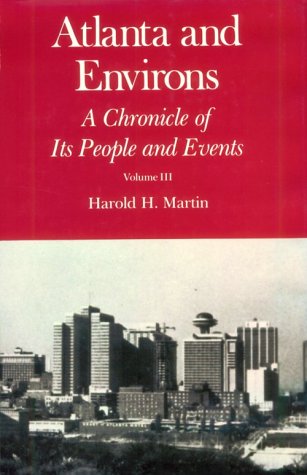 Atlanta and
Environs
A Chronicle of
Its People and Events
Volume III
Harold H. Martin